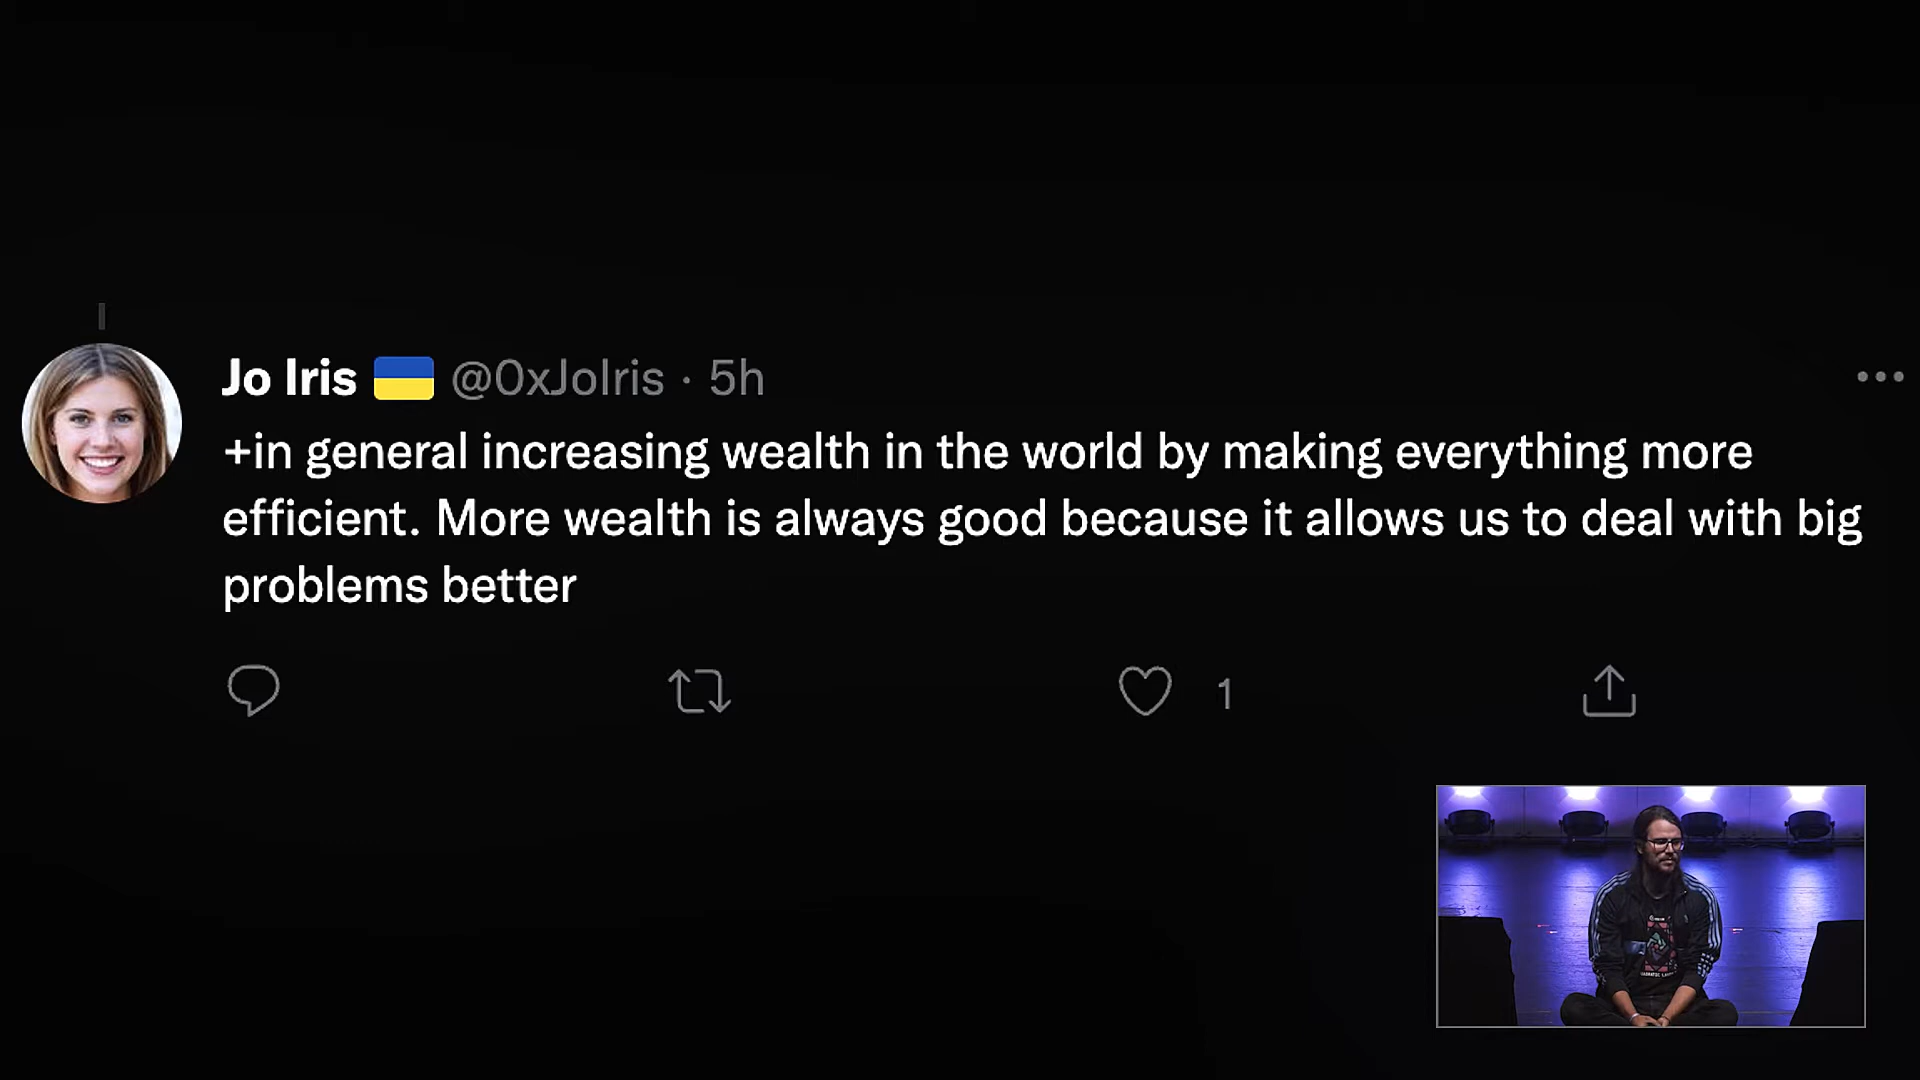 Jo Iris @0xJoIris · 5h
+in general increasing wealth in the world by making everything more
efficient. More wealth is always good because it allows us to deal with big
problems better
1